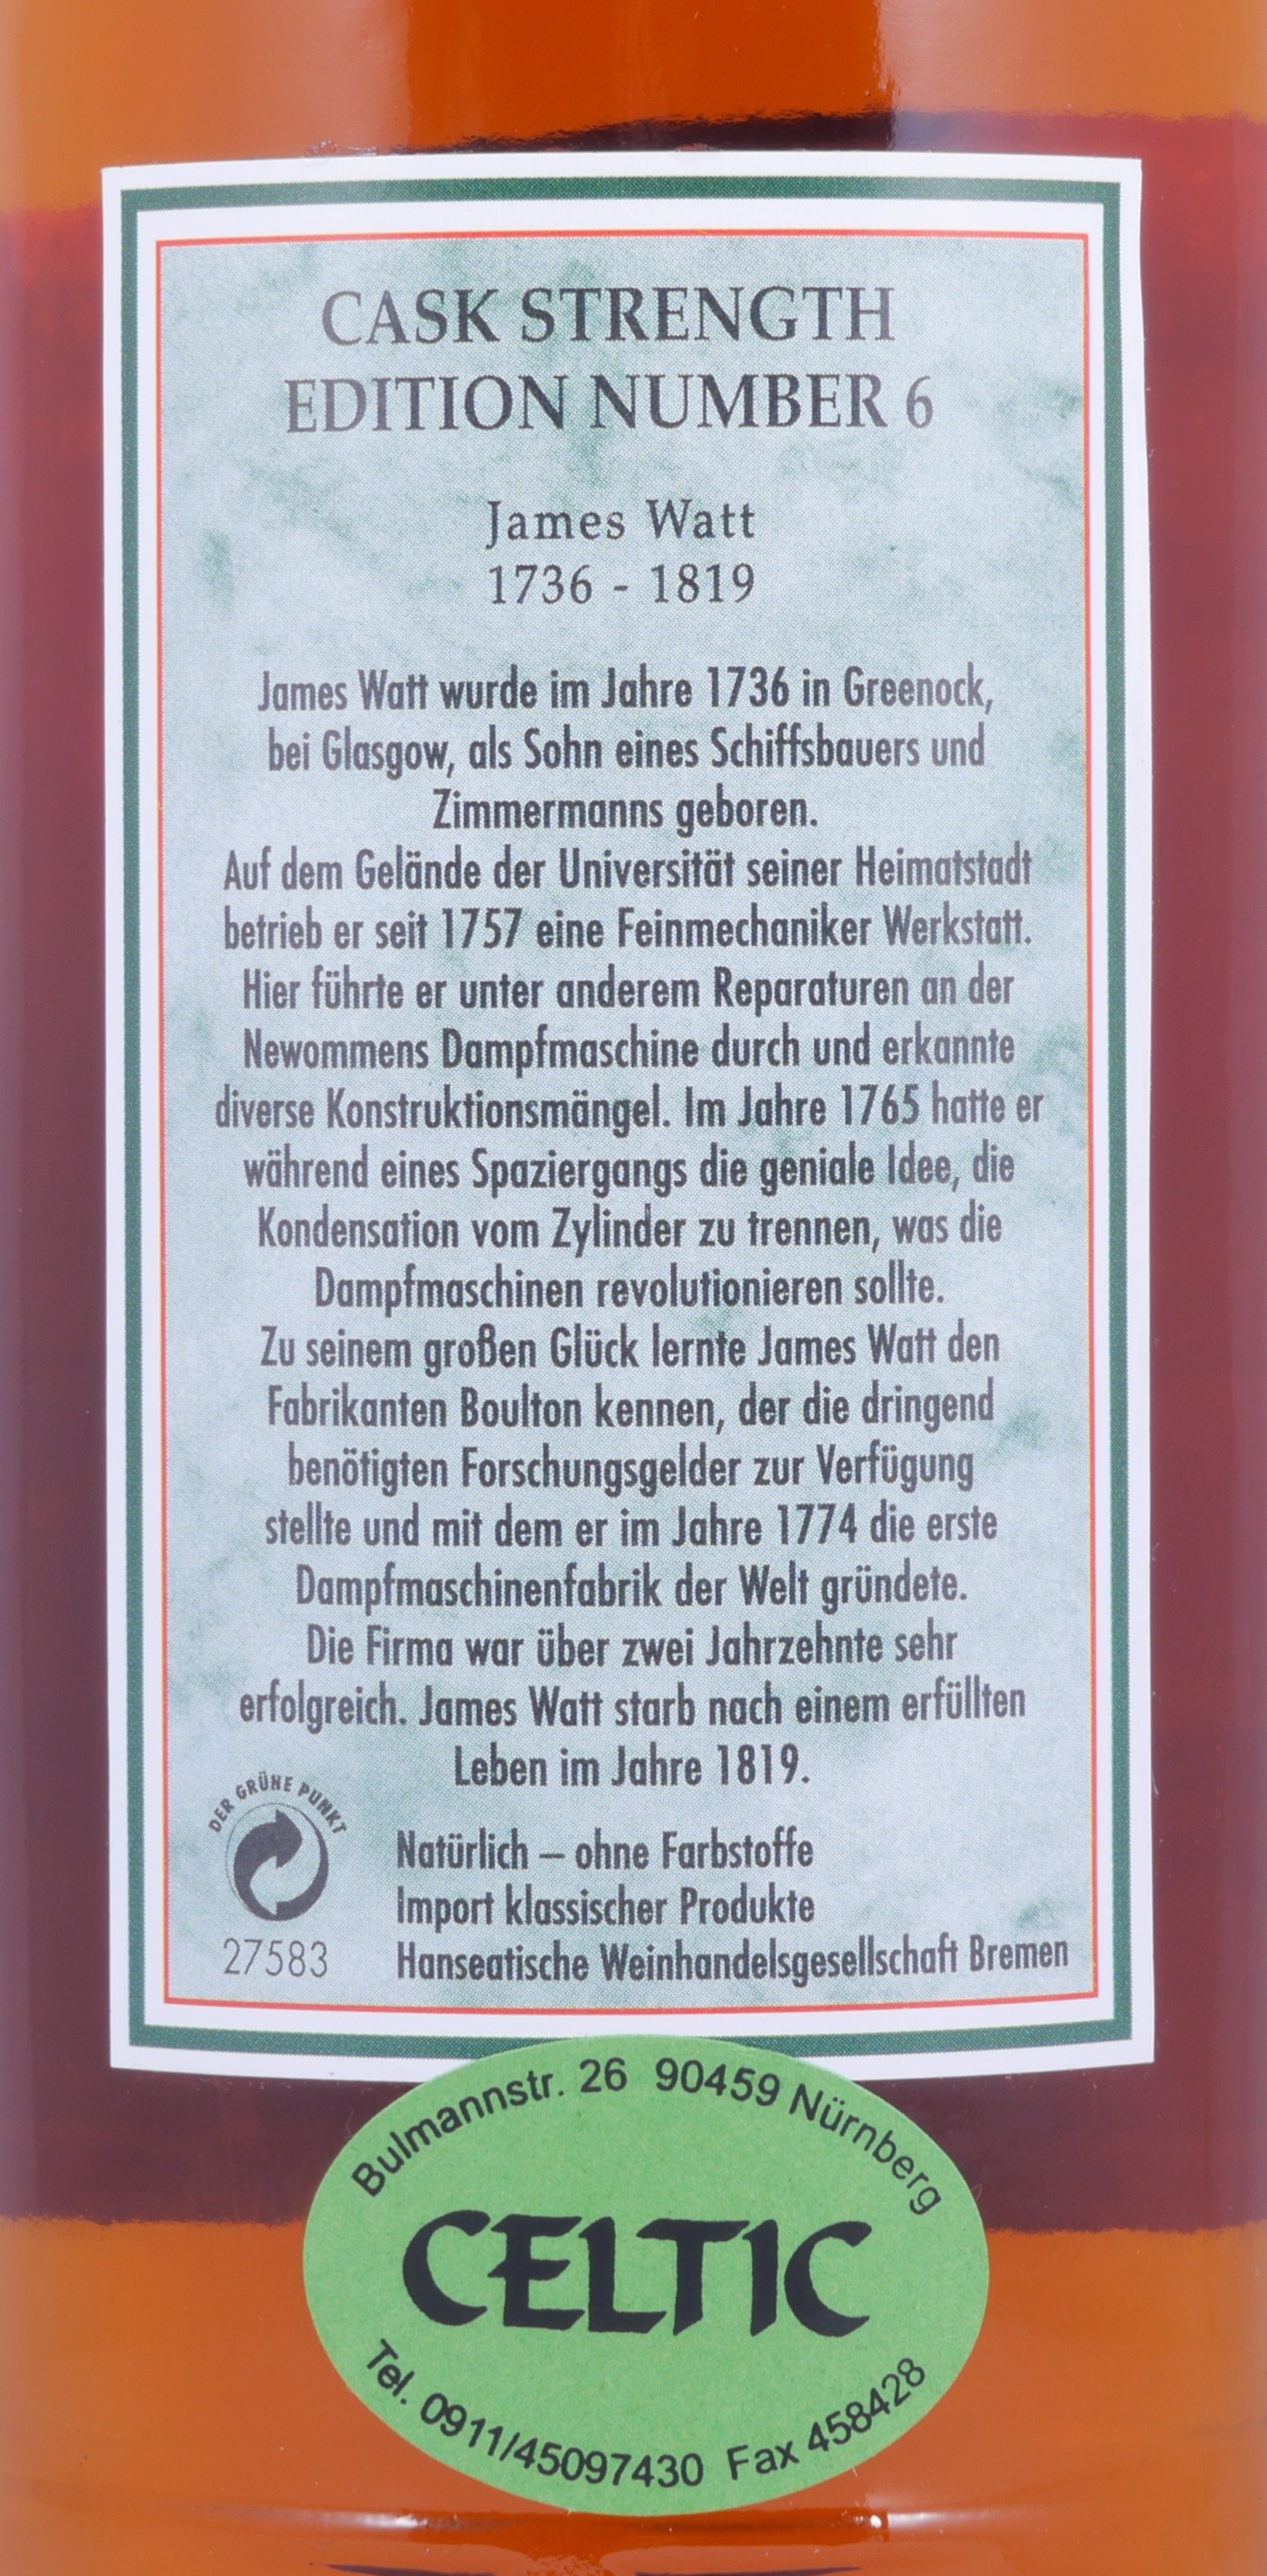 CASK STRENGTH
EDITION NUMBER 6
James Watt
1736 - 1819
James Watt wurde im Jahre 1736 in Greenock,
bei Glasgow, als Sohn eines Schiffsbauers und
Zimmermanns geboren.
Auf dem Gelände der Universität seiner Heimatstadt
betrieb er seit 1757 eine Feinmechaniker Werkstatt.
Hier führte er unter anderem Reparaturen an der
Newommens Dampfmaschine durch und erkannte
diverse Konstruktionsmängel. Im Jahre 1765 hatte er
während eines Spaziergangs die geniale Idee, die
Kondensation vom Zylinder zu trennen, was die
Dampfmaschinen revolutionieren sollte.
Zu seinem großen Glück lernte James Watt den
Fabrikanten Boulton kennen, der die dringend
benötigten Forschungsgelder zur Verfügung
stellte und mit dem er im Jahre 1774 die erste
Dampfmaschinenfabrik der Welt gründete.
Die Firma war über zwei Jahrzehnte sehr
erfolgreich. James Watt starb nach einem erfüllten
Leben im Jahre 1819.
DER GRÜNE PUNKT
27583
Natürlich – ohne Farbstoffe
Import klassischer Produkte
Hanseatische Weinhandelsgesellschaft Bremen
Bulmannstr. 26 90459 Nürnberg
CELTIC
Tel. 0911/45097430 Fax 458428